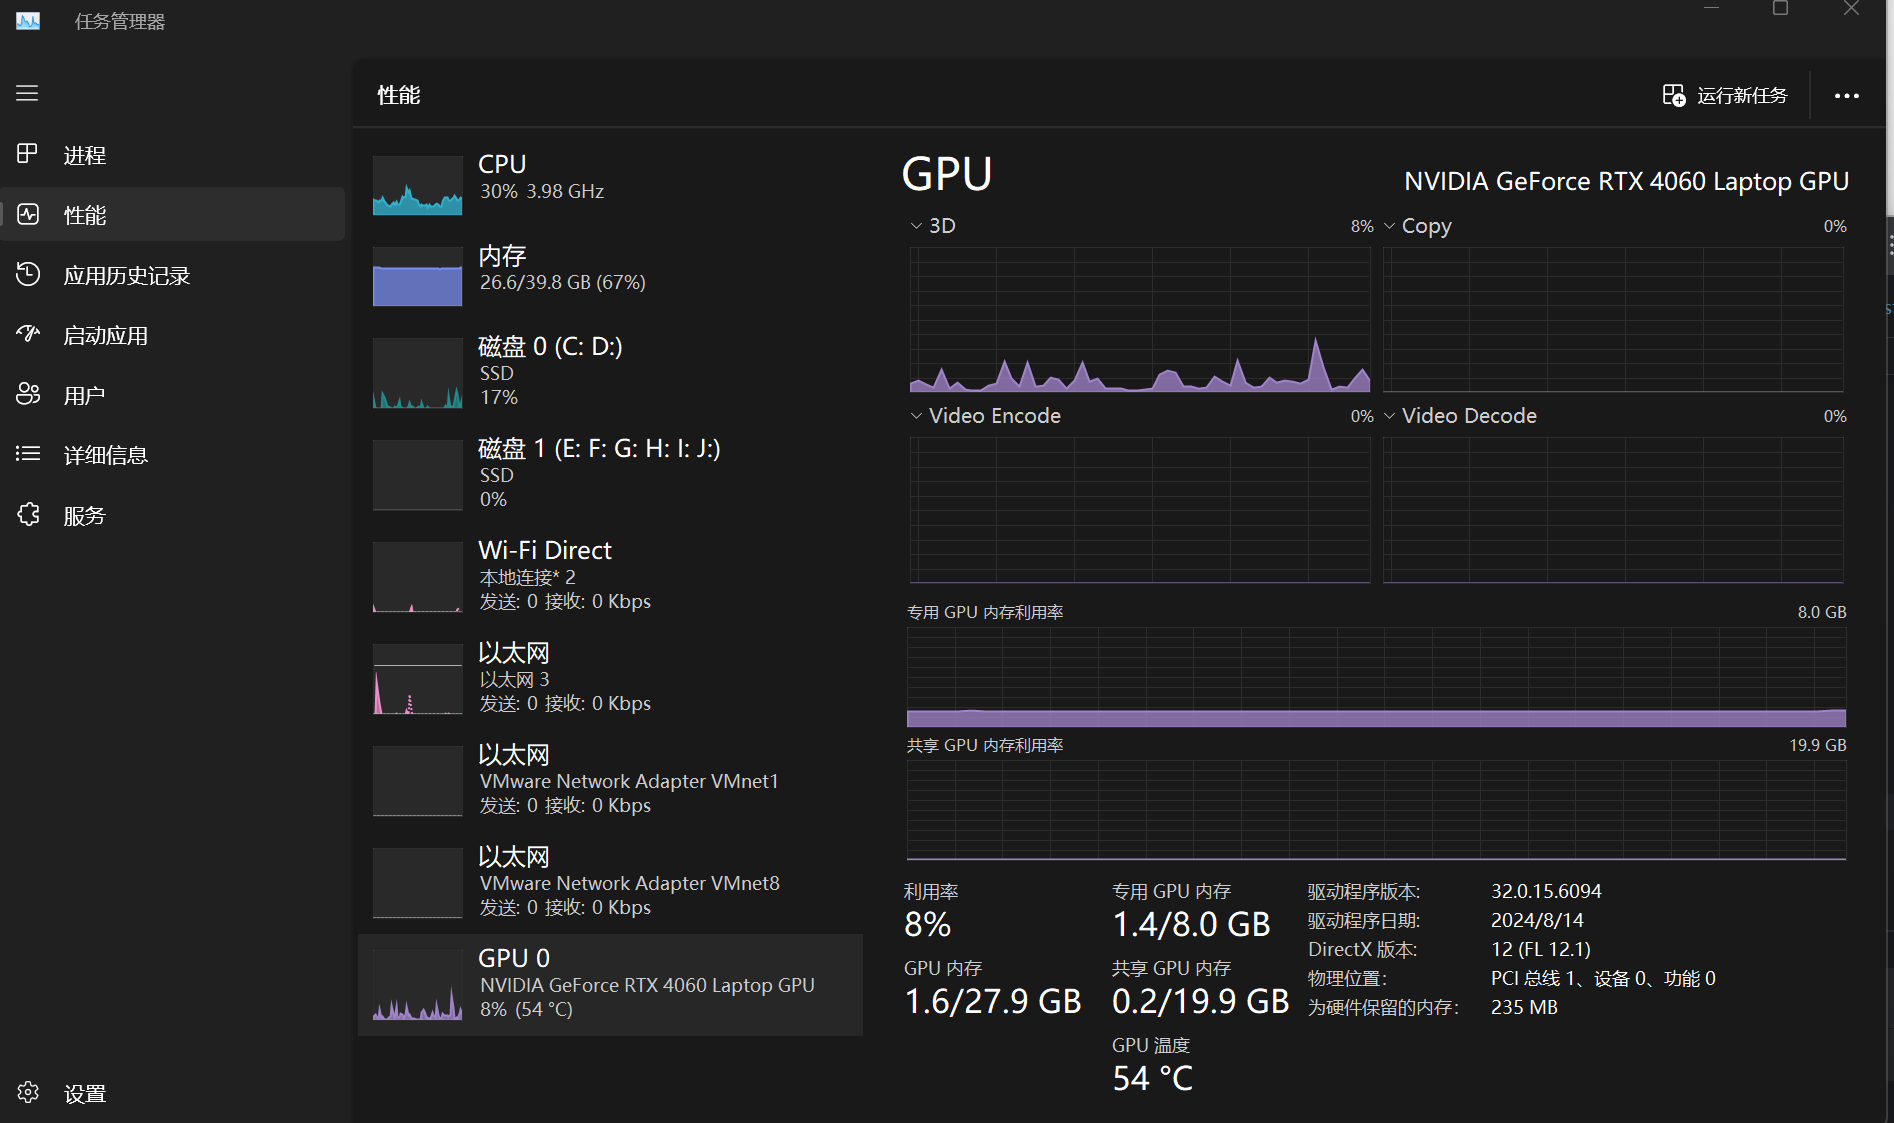 任务管理器
性能
运行新任务
进程
性能
应用历史记录
启动应用
用户
详细信息
服务
设置
CPU
30% 3.98 GHz
内存
26.6/39.8 GB (67%)
磁盘 0 (C: D:)
SSD
17%
磁盘 1 (E: F: G: H: I: J:)
SSD
0%
Wi-Fi Direct
本地连接* 2
发送: 0 接收: 0 Kbps
以太网
以太网 3
发送: 0 接收: 0 Kbps
以太网
VMware Network Adapter VMnet1
发送: 0 接收: 0 Kbps
以太网
VMware Network Adapter VMnet8
发送: 0 接收: 0 Kbps
GPU 0
NVIDIA GeForce RTX 4060 Laptop GPU
8% (54 °C)
GPU
NVIDIA GeForce RTX 4060 Laptop GPU
3D 8%
Copy 0%
Video Encode 0%
Video Decode 0%
专用 GPU 内存利用率 8.0 GB
共享 GPU 内存利用率 19.9 GB
利用率
8%
专用 GPU 内存
1.4/8.0 GB
GPU 内存
1.6/27.9 GB
共享 GPU 内存
0.2/19.9 GB
GPU 温度
54 °C
驱动程序版本: 32.0.15.6094
驱动程序日期: 2024/8/14
DirectX 版本: 12 (FL 12.1)
物理位置: PCI 总线 1、设备 0、功能 0
为硬件保留的内存: 235 MB